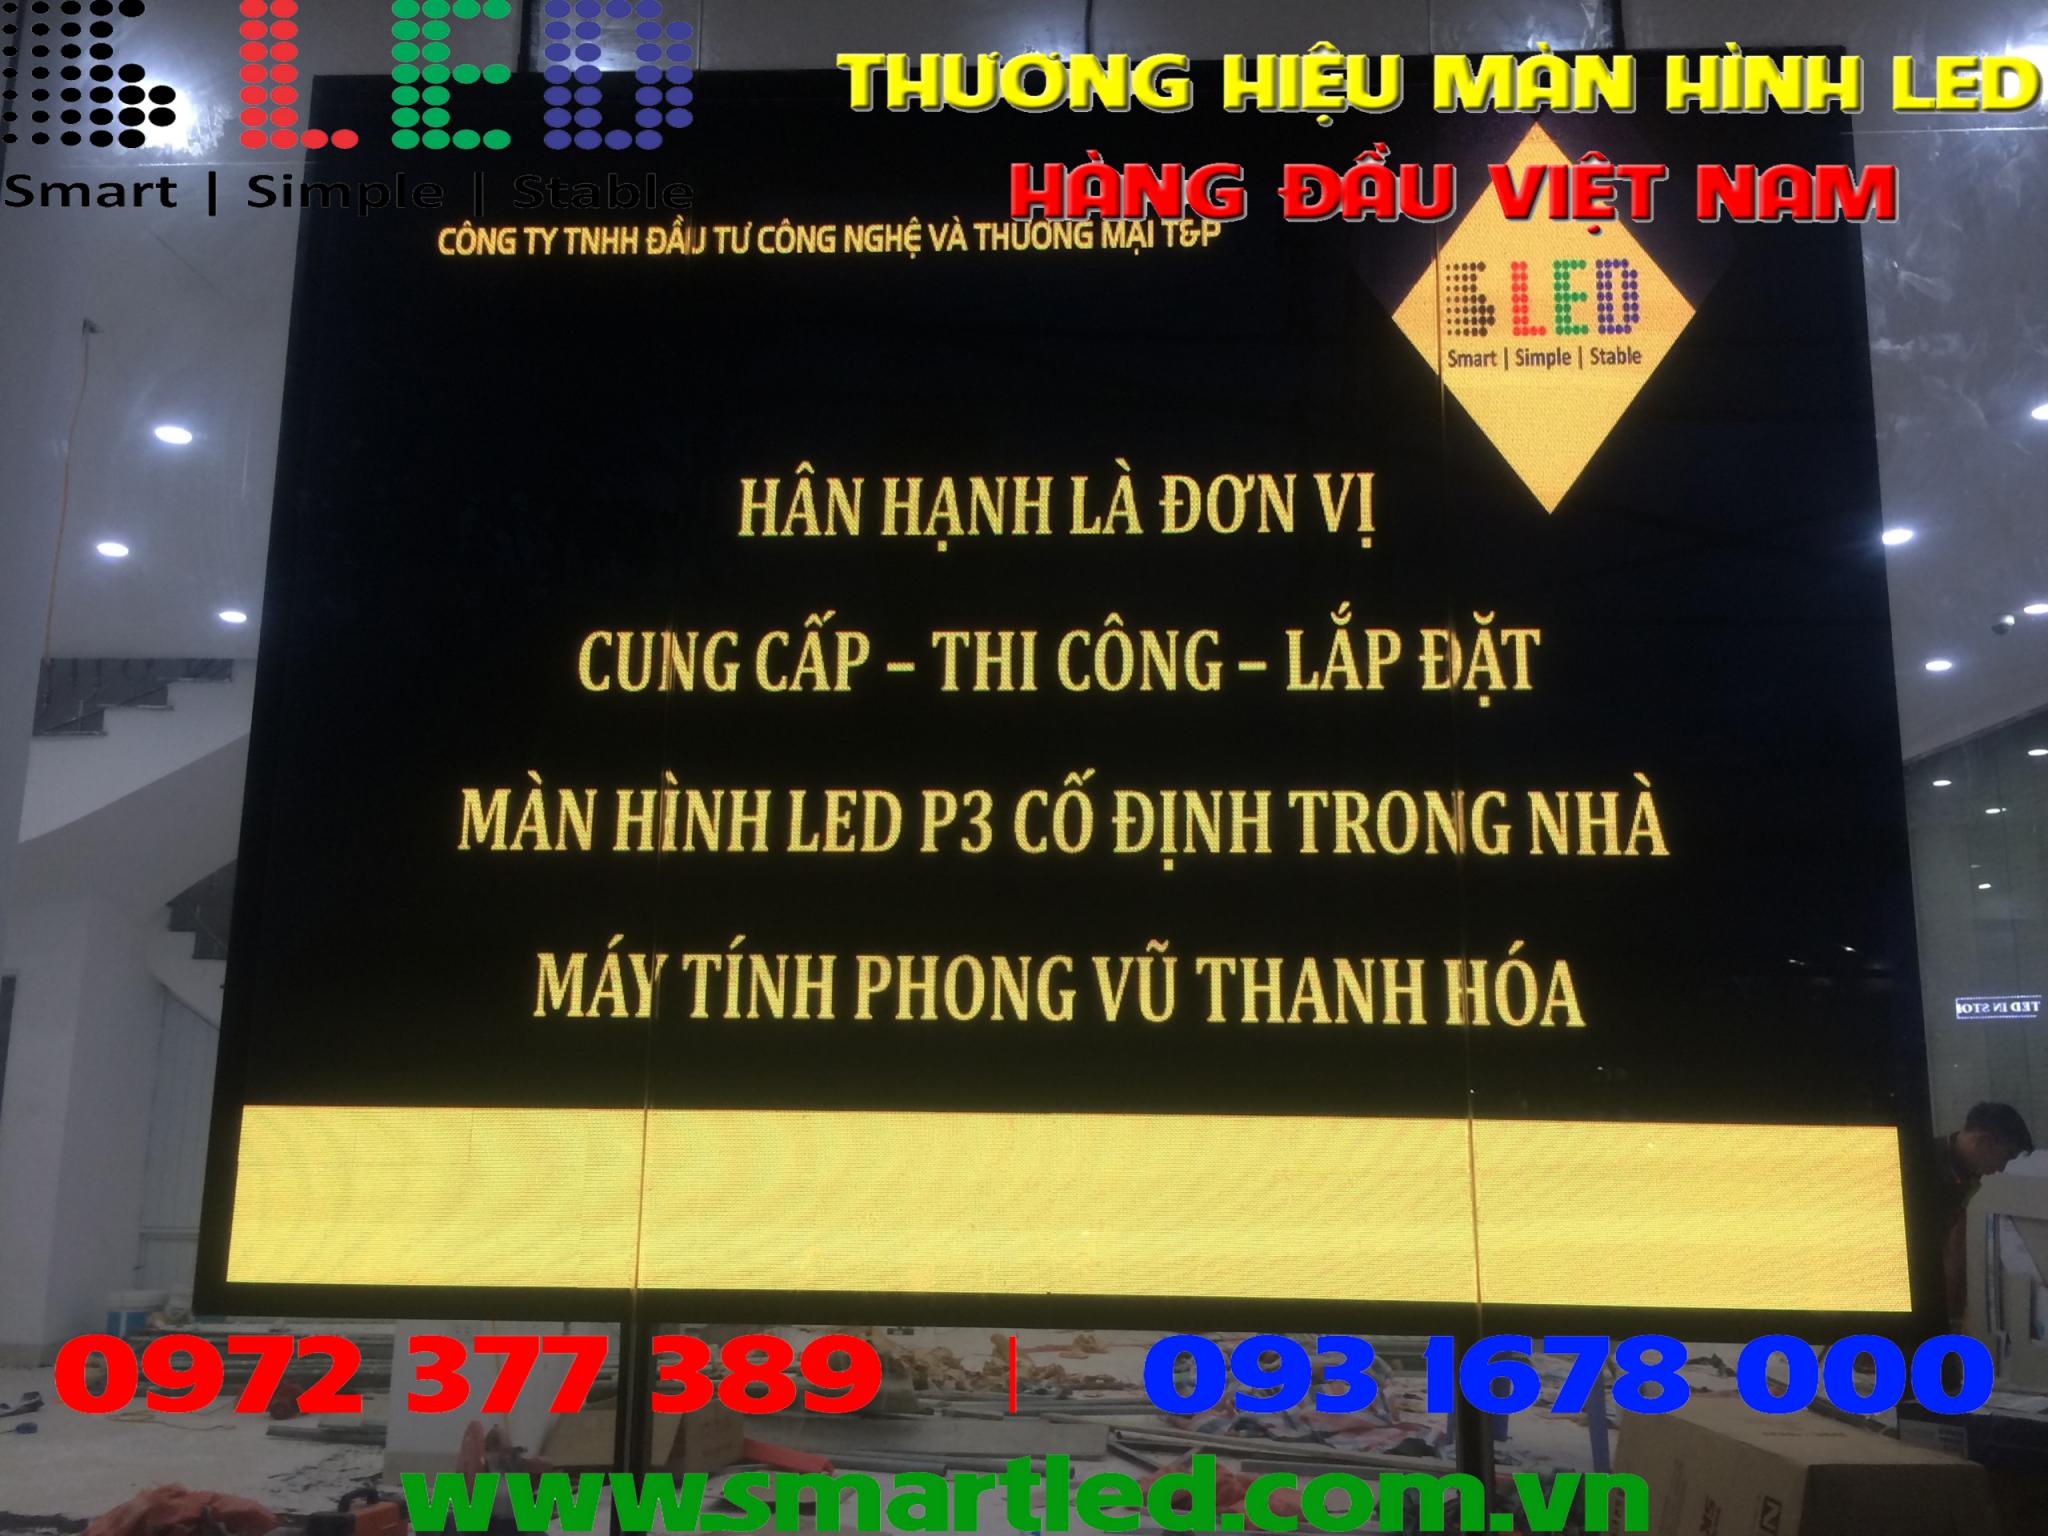 LED
Smart | Simple | Stable
THƯƠNG HIỆU MÀN HÌNH LED
HÀNG ĐẦU VIỆT NAM
CÔNG TY TNHH ĐẦU TƯ CÔNG NGHỆ VÀ THƯƠNG MẠI T&P
LED
Smart | Simple | Stable
HÂN HẠNH LÀ ĐƠN VỊ
CUNG CẤP – THI CÔNG – LẮP ĐẶT
MÀN HÌNH LED P3 CỐ ĐỊNH TRONG NHÀ
MÁY TÍNH PHONG VŨ THANH HÓA
0972 377 389 | 093 1678 000
www.smartled.com.vn